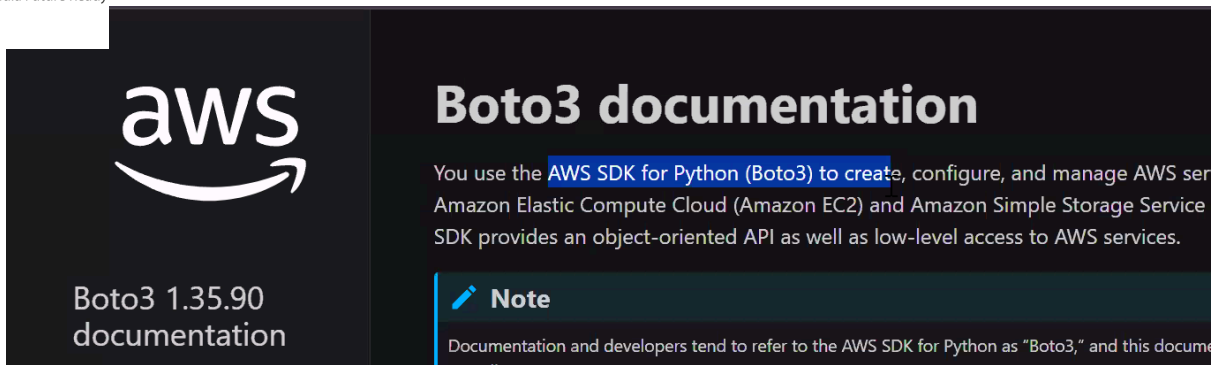 aws
Boto3 1.35.90
documentation
Boto3 documentation
You use the AWS SDK for Python (Boto3) to create, configure, and manage AWS ser
Amazon Elastic Compute Cloud (Amazon EC2) and Amazon Simple Storage Service
SDK provides an object-oriented API as well as low-level access to AWS services.
Note
Documentation and developers tend to refer to the AWS SDK for Python as "Boto3," and this docume